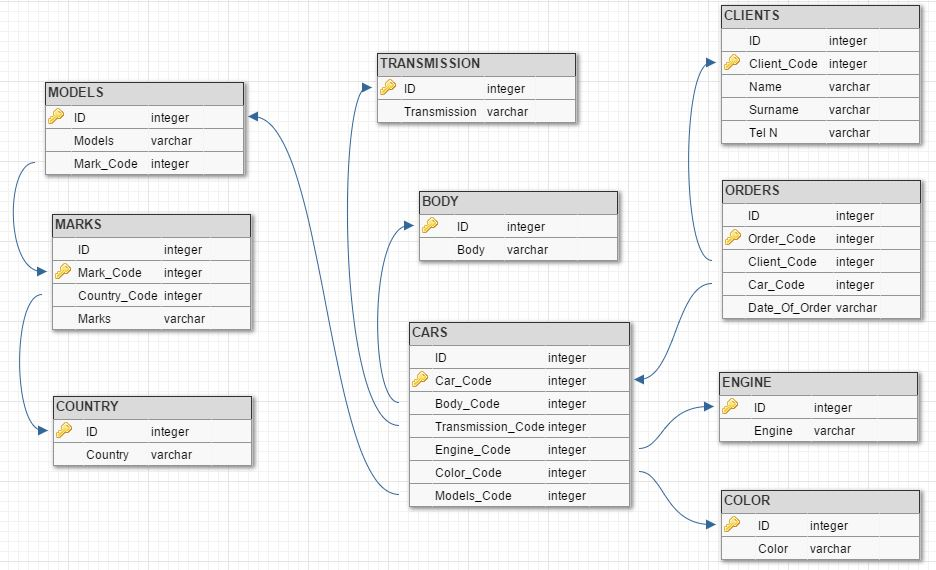 MODELS
ID integer
Models varchar
Mark_Code integer
MARKS
ID integer
Mark_Code integer
Country_Code integer
Marks varchar
COUNTRY
ID integer
Country varchar
TRANSMISSION
ID integer
Transmission varchar
BODY
ID integer
Body varchar
CARS
ID integer
Car_Code integer
Body_Code integer
Transmission_Code integer
Engine_Code integer
Color_Code integer
Models_Code integer
CLIENTS
ID integer
Client_Code integer
Name varchar
Surname varchar
Tel N varchar
ORDERS
ID integer
Order_Code integer
Client_Code integer
Car_Code integer
Date_Of_Order varchar
ENGINE
ID integer
Engine varchar
COLOR
ID integer
Color varchar